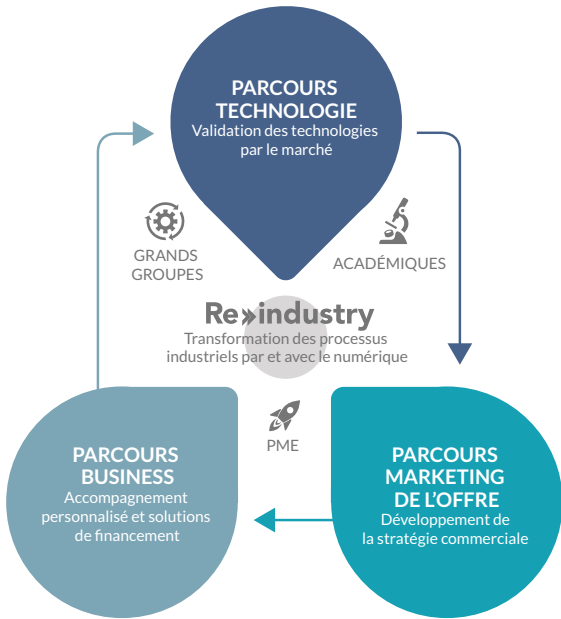 PARCOURS
TECHNOLOGIE
Validation des technologies
par le marché
GRANDS
GROUPES
ACADÉMIQUES
Re»industry
Transformation des processus
industriels par et avec le numérique
PME
PARCOURS
BUSINESS
Accompagnement
personnalisé et solutions
de financement
PARCOURS
MARKETING
DE L'OFFRE
Développement de
la stratégie commerciale